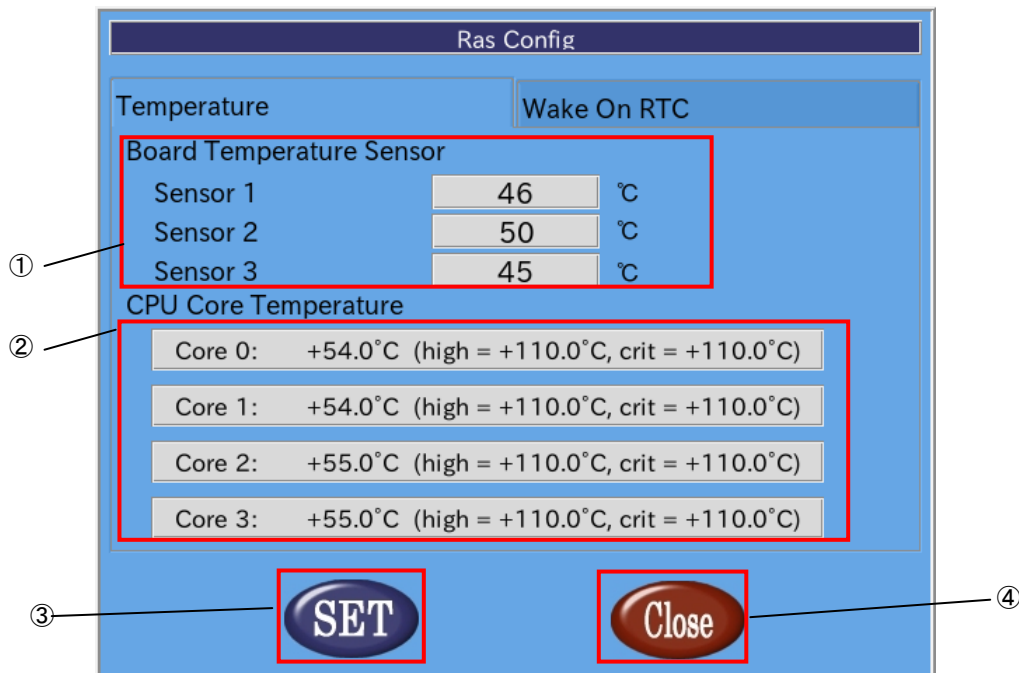 Ras Config
Temperature
Wake On RTC
Board Temperature Sensor
Sensor 1 46 ℃
Sensor 2 50 ℃
① Sensor 3 45 ℃
CPU Core Temperature
② Core 0: +54.0°C (high = +110.0°C, crit = +110.0°C)
Core 1: +54.0°C (high = +110.0°C, crit = +110.0°C)
Core 2: +55.0°C (high = +110.0°C, crit = +110.0°C)
Core 3: +55.0°C (high = +110.0°C, crit = +110.0°C)
③ SET Close ④